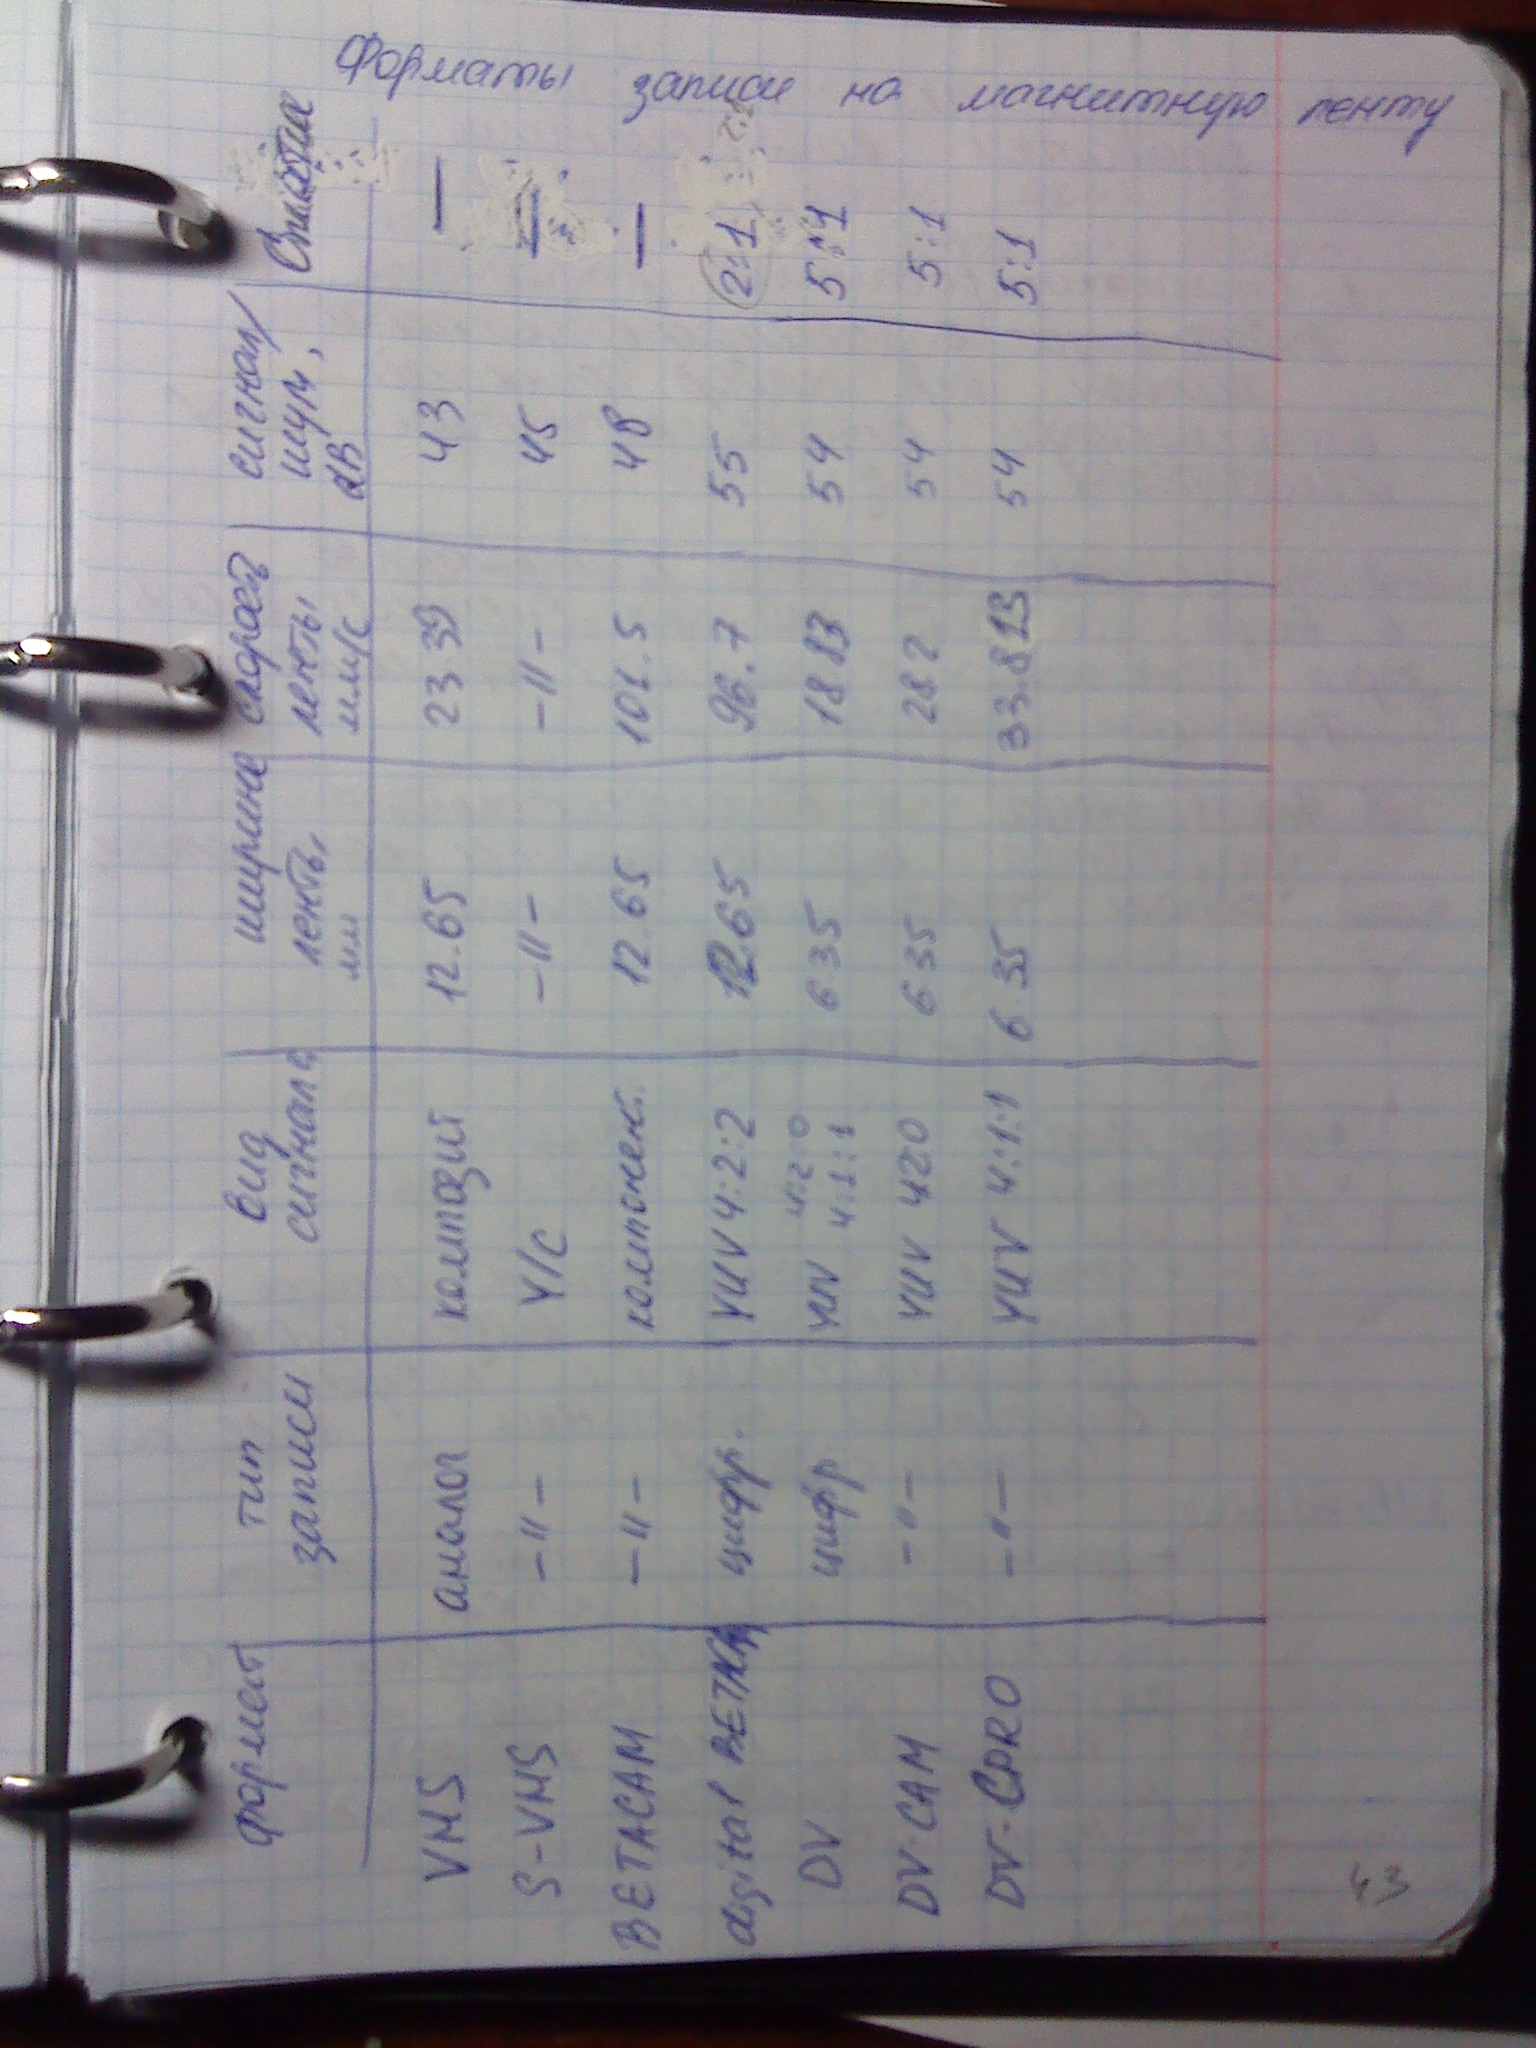 Форматы записи на магнитную ленту
формат тип записи вид сигнала ширина ленты, мм скорость ленты мм/с сигнал/шум, dB Сжатие
VHS аналог композит 12.65 23 39 43 —
S-VHS -"- Y/C -"- -"- 45 —
BETACAM -"- компонент. 12.65 101.5 48 —
digital BETACAM цифр. YUV 4:2:2 12.65 96.7 55 2:1
DV цифр YUV 4:2:0 4:1:1 6 35 18 83 54 5:1
DV-CAM -"- YUV 420 6 35 28 2 54 5:1
DV-CPRO -"- YUV 4:1:1 6.35 33.813 54 5:1
43